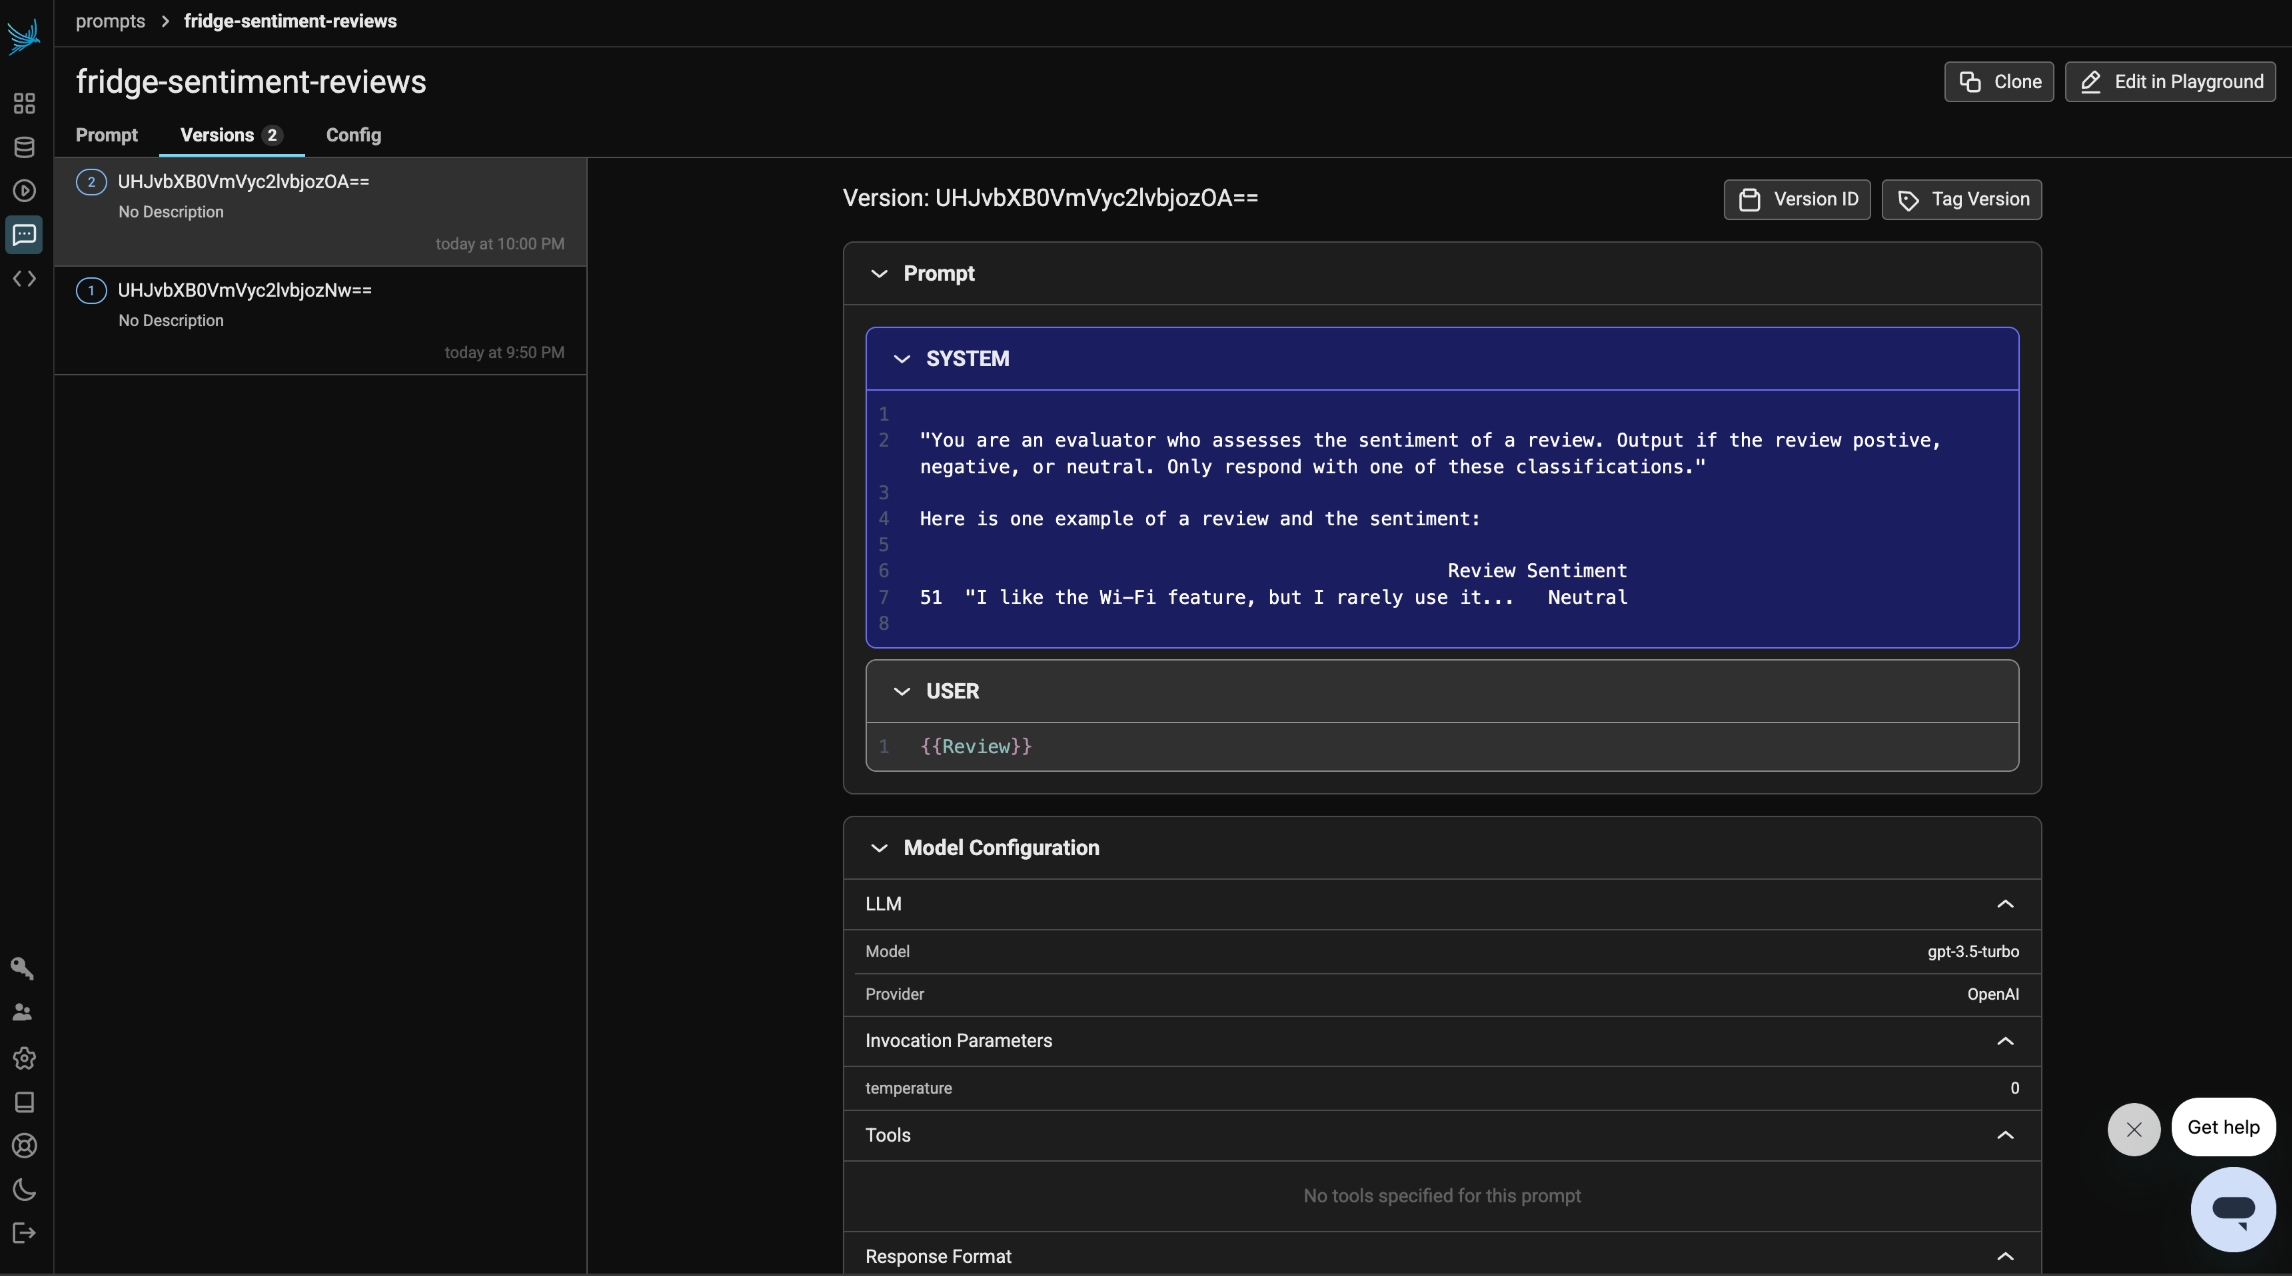 prompts > fridge-sentiment-reviews
fridge-sentiment-reviews
Clone
Edit in Playground
Prompt
Versions 2
Config
2 UHJvbXB0VmVyc2lvbjozOA==
No Description
today at 10:00 PM
1 UHJvbXB0VmVyc2lvbjozNw==
No Description
today at 9:50 PM
Version: UHJvbXB0VmVyc2lvbjozOA==
Version ID
Tag Version
Prompt
SYSTEM
1
2 "You are an evaluator who assesses the sentiment of a review. Output if the review postive,
negative, or neutral. Only respond with one of these classifications."
3
4 Here is one example of a review and the sentiment:
5
6 Review Sentiment
7 51 "I like the Wi-Fi feature, but I rarely use it... Neutral
8
USER
1 {{Review}}
Model Configuration
LLM
Model gpt-3.5-turbo
Provider OpenAI
Invocation Parameters
temperature 0
Tools
No tools specified for this prompt
Response Format
Get help